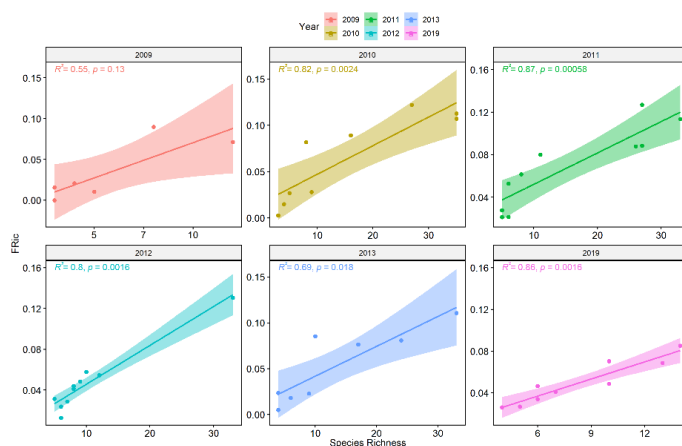 Year 2009 2011 2013
2010 2012 2019
2009 2010 2011
R² = 0.55, p = 0.13 R² = 0.82, p = 0.0024 R² = 0.87, p = 0.00058
0.15 0.10 0.05 0.00
5 7 10
0.15 0.10 0.05 0.00
10 20 30
0.16 0.12 0.08 0.04
10 20 30
FRic
2012 2013 2019
R² = 0.8, p = 0.0016 R² = 0.69, p = 0.018 R² = 0.86, p = 0.0016
0.16 0.12 0.08 0.04
10 20 30
0.15 0.10 0.05 0.00
10 20 30
0.16 0.12 0.08 0.04
6 9 12
Species Richness